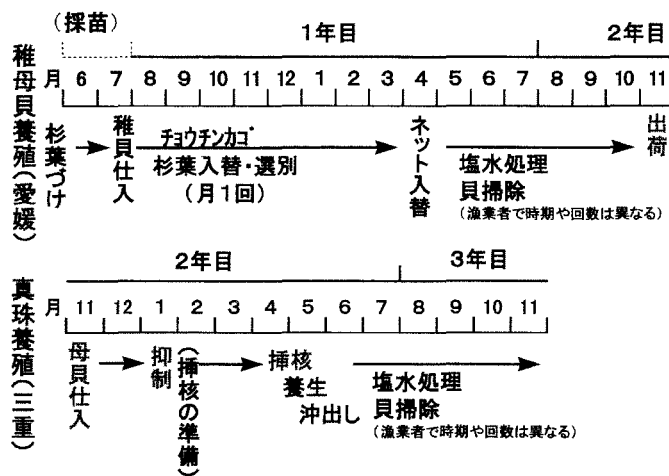 (採苗)
1年目
2年目
稚母貝養殖(愛媛)
月 6 7 8 9 10 11 12 1 2 3 4 5 6 7 8 9 10 11
杉葉づけ
稚貝仕入
チョウチンカゴ
杉葉入替・選別
(月1回)
ネット入替
塩水処理
貝掃除
(漁業者で時期や回数は異なる)
出荷
2年目
3年目
真珠養殖(三重)
月 11 12 1 2 3 4 5 6 7 8 9 10 11
母貝仕入
抑制
(挿核の準備)
挿核
養生
沖出し
塩水処理
貝掃除
(漁業者で時期や回数は異なる)